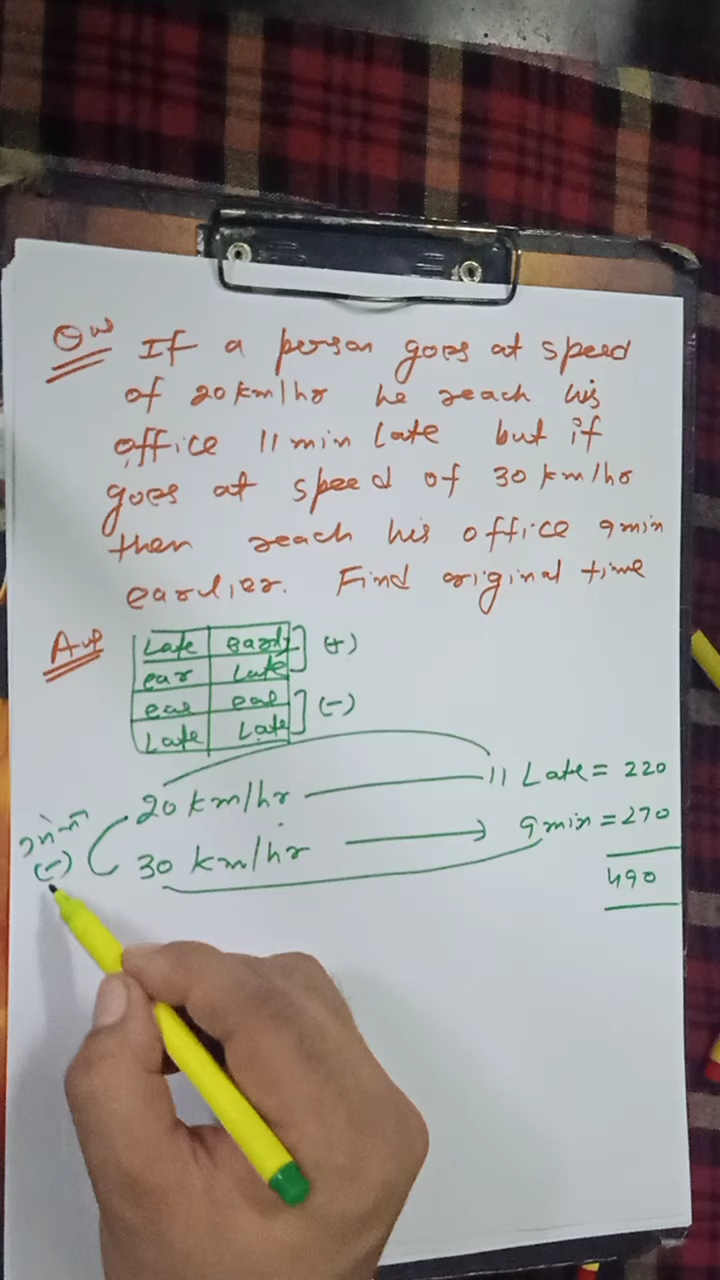 Qw If a person goes at speed
of 20 km/hr he reach his
office 11 min late but if
goes at speed of 30 km/hr
then reach his office 9 min
earlier. Find original time
Late Early (+)
ear Late
ear ear (-)
Late Late
20 km/hr 11 Late = 220
30 km/hr 9 min = 270
(-)
490